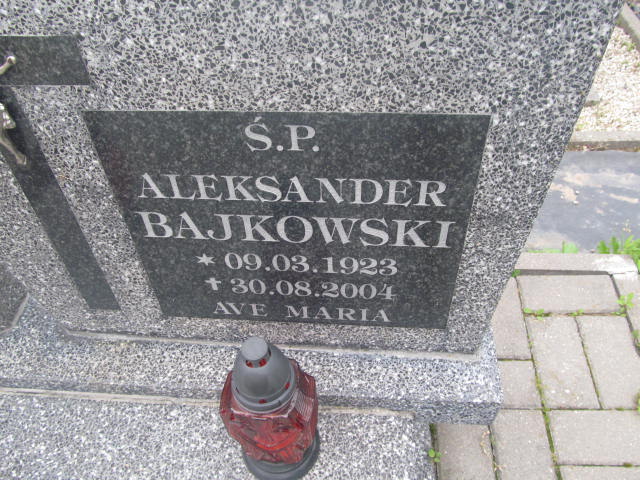 Ś.P.
ALEKSANDER
BAJKOWSKI
* 09.03.1923
✝ 30.08.2004
AVE MARIA